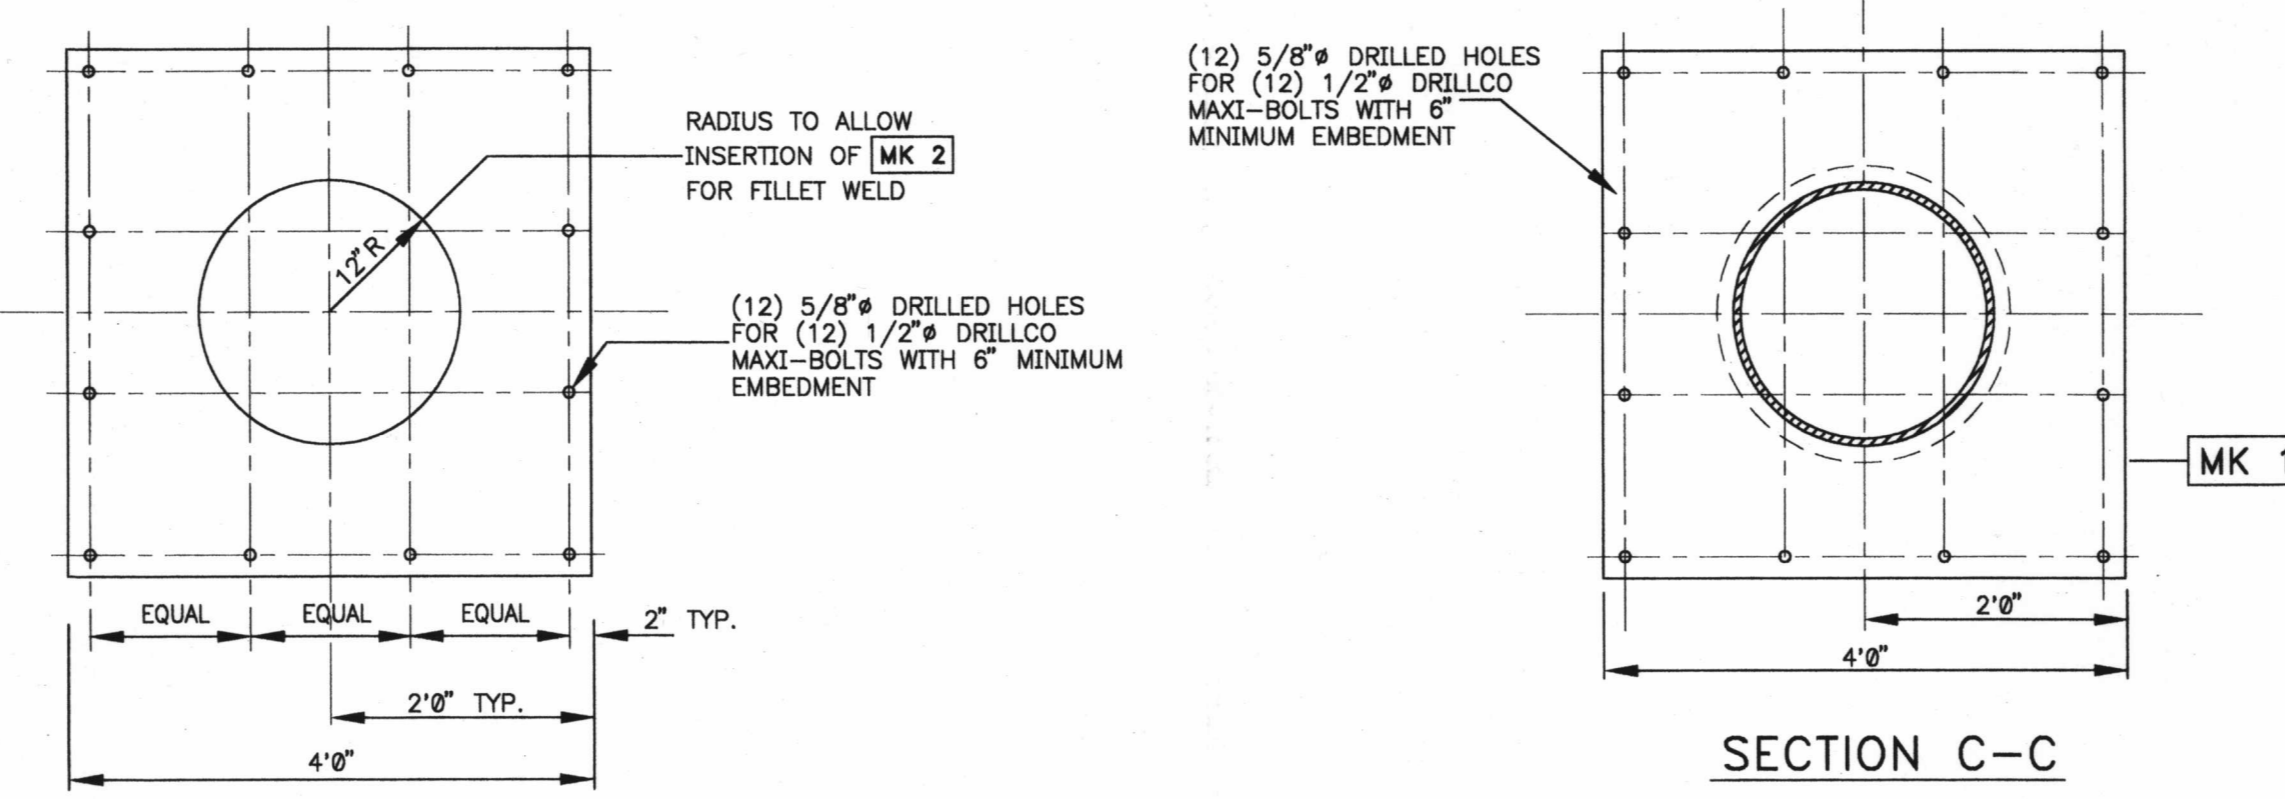 RADIUS TO ALLOW
INSERTION OF MK 2
FOR FILLET WELD
12"R
(12) 5/8"ø DRILLED HOLES
FOR (12) 1/2"ø DRILLCO
MAXI-BOLTS WITH 6" MINIMUM
EMBEDMENT
EQUAL EQUAL EQUAL 2" TYP.
2'0" TYP.
4'0"
(12) 5/8"ø DRILLED HOLES
FOR (12) 1/2"ø DRILLCO
MAXI-BOLTS WITH 6"
MINIMUM EMBEDMENT
MK 1
2'0"
4'0"
SECTION C-C